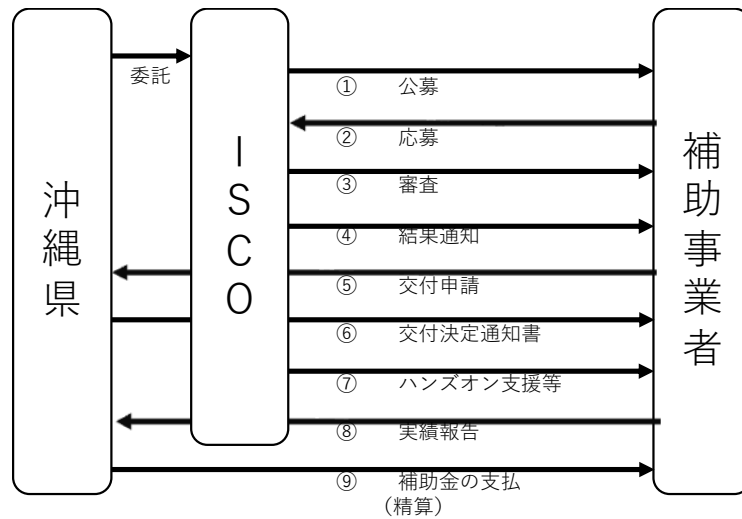 沖縄県
委託
ISCO
① 公募
② 応募
③ 審査
④ 結果通知
⑤ 交付申請
⑥ 交付決定通知書
⑦ ハンズオン支援等
⑧ 実績報告
⑨ 補助金の支払
（精算）
補助事業者